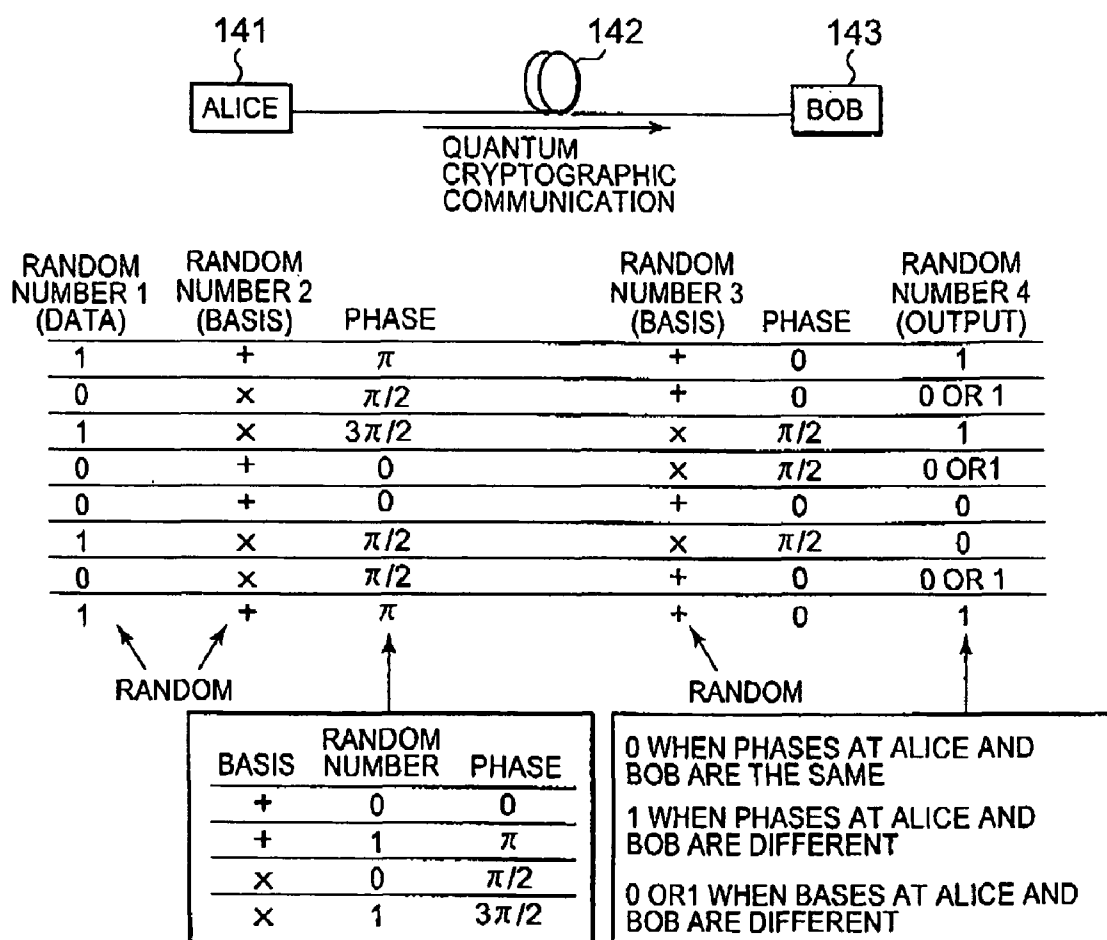 141 142 143
ALICE BOB
QUANTUM
CRYPTOGRAPHIC
COMMUNICATION
RANDOM RANDOM RANDOM RANDOM
NUMBER 1 NUMBER 2 NUMBER 3 NUMBER 4
(DATA) (BASIS) PHASE (BASIS) PHASE (OUTPUT)
1 + π + 0 1
0 × π/2 + 0 0 OR 1
1 × 3π/2 × π/2 1
0 + 0 × π/2 0 OR1
0 + 0 + 0 0
1 × π/2 × π/2 0
0 × π/2 + 0 0 OR 1
1 + π + 0 1
RANDOM RANDOM
RANDOM
BASIS NUMBER PHASE
+ 0 0
+ 1 π
× 0 π/2
× 1 3π/2
0 WHEN PHASES AT ALICE AND
BOB ARE THE SAME
1 WHEN PHASES AT ALICE AND
BOB ARE DIFFERENT
0 OR1 WHEN BASES AT ALICE AND
BOB ARE DIFFERENT